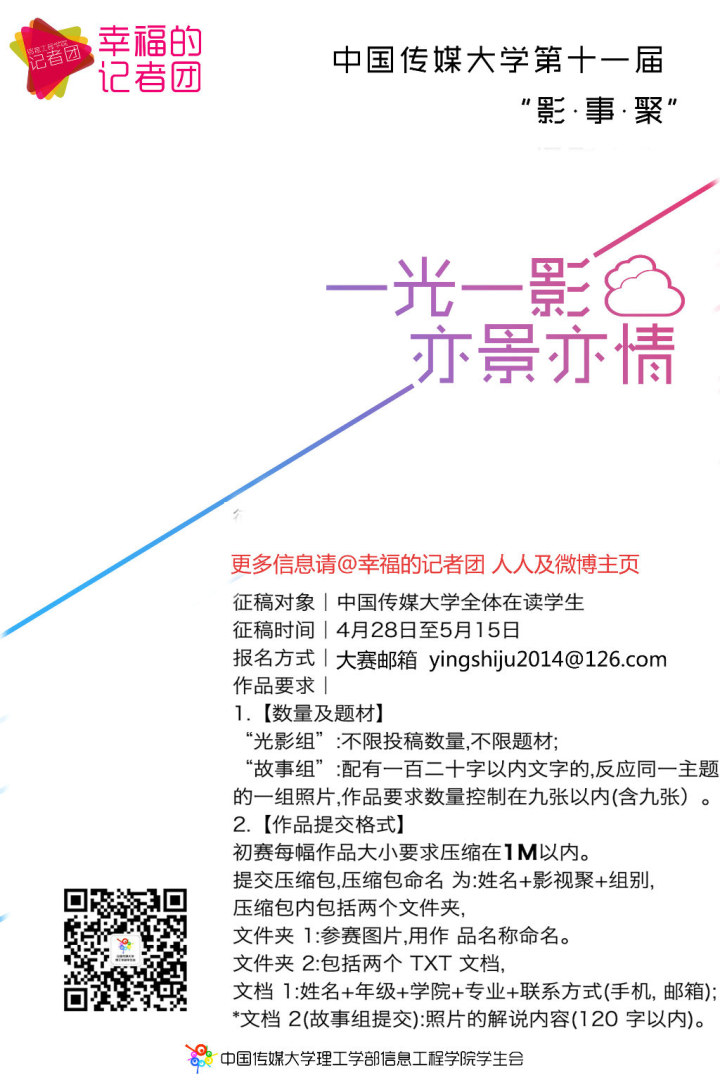 信息工程学院
记者团
幸福的
记者团
中国传媒大学第十一届
“影·事·聚”
一光一影
亦景亦情
更多信息请@幸福的记者团 人人及微博主页
征稿对象｜中国传媒大学全体在读学生
征稿时间｜4月28日至5月15日
报名方式｜大赛邮箱 yingshiju2014@126.com
作品要求｜
1.【数量及题材】
“光影组”:不限投稿数量,不限题材;
“故事组”:配有一百二十字以内文字的,反应同一主题
的一组照片,作品要求数量控制在九张以内(含九张）。
2.【作品提交格式】
初赛每幅作品大小要求压缩在1M以内。
提交压缩包,压缩包命名 为:姓名+影视聚+组别,
压缩包内包括两个文件夹,
文件夹 1:参赛图片,用作 品名称命名。
文件夹 2:包括两个 TXT 文档,
文档 1:姓名+年级+学院+专业+联系方式(手机, 邮箱);
*文档 2(故事组提交):照片的解说内容(120 字以内)。
中国传媒大学理工学部信息工程学院学生会